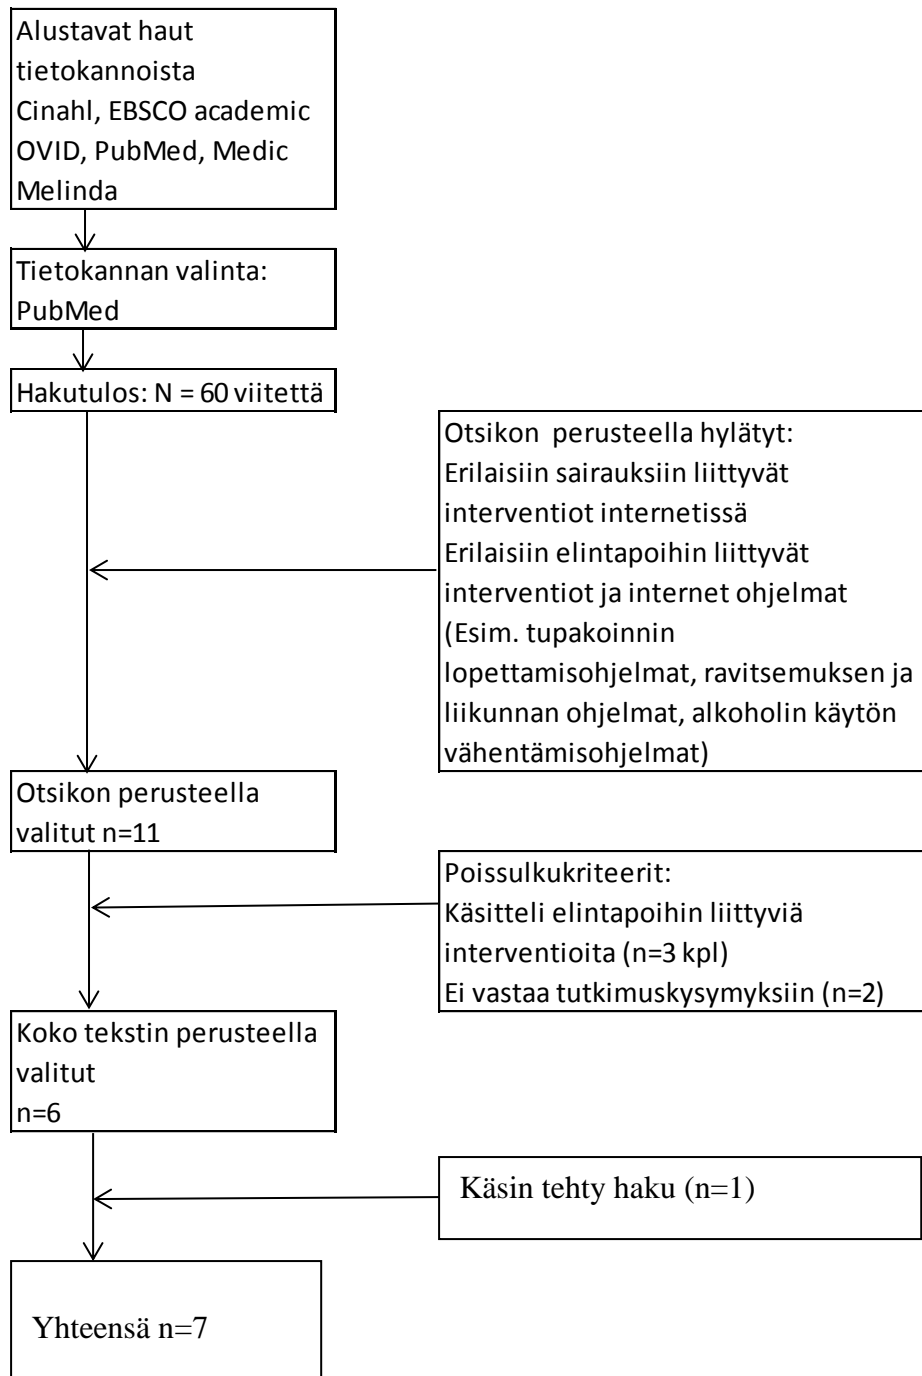 Alustavat haut
tietokannoista
Cinahl, EBSCO academic
OVID, PubMed, Medic
Melinda
Tietokannan valinta:
PubMed
Hakutulos: N = 60 viitettä
Otsikon perusteella hylätyt:
Erilaisiin sairauksiin liittyvät
interventiot internetissä
Erilaisiin elintapoihin liittyvät
interventiot ja internet ohjelmat
(Esim. tupakoinnin
lopettamisohjelmat, ravitsemuksen ja
liikunnan ohjelmat, alkoholin käytön
vähentämisohjelmat)
Otsikon perusteella
valitut n=11
Poissulkukriteerit:
Käsitteli elintapoihin liittyviä
interventioita (n=3 kpl)
Ei vastaa tutkimuskysymyksiin (n=2)
Koko tekstin perusteella
valitut
n=6
Käsin tehty haku (n=1)
Yhteensä n=7